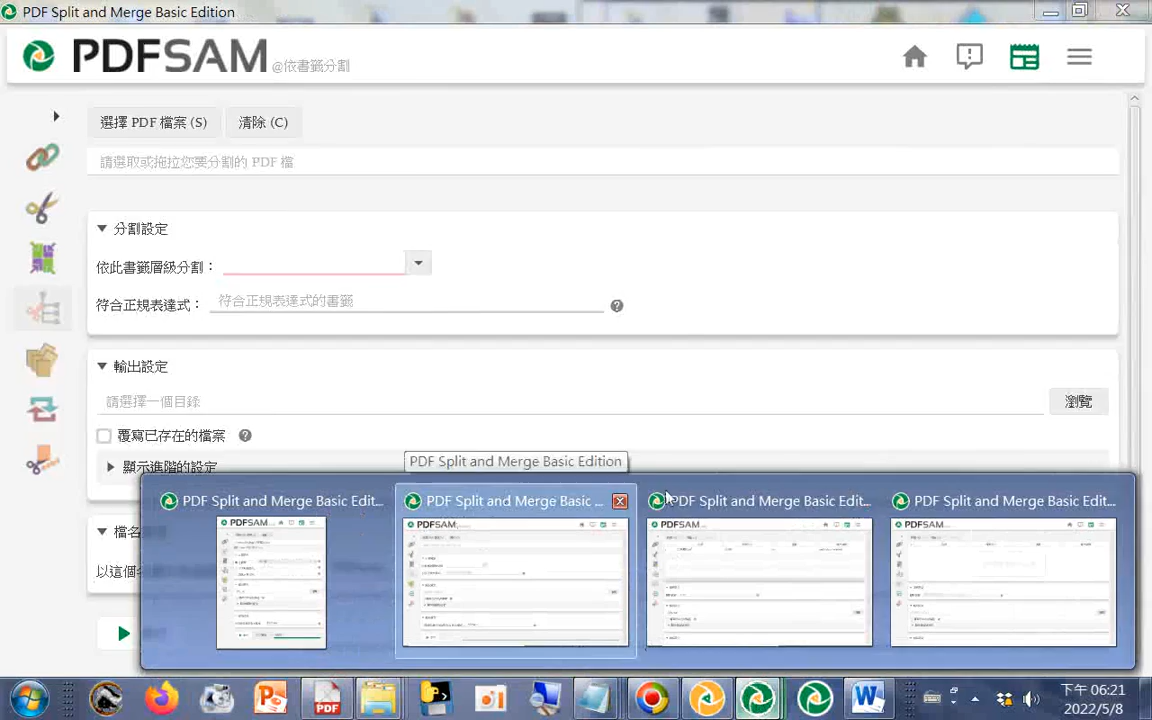 PDF Split and Merge Basic Edition
PDFSAM @依書籤分割
選擇 PDF 檔案 (S) 清除 (C)
請選取或拖拉您要分割的 PDF 檔
分割設定
依此書籤層級分割：
符合正規表達式： 符合正規表達式的書籤
輸出設定
請選擇一個目錄 瀏覽
覆寫已存在的檔案
顯示進階的設定
PDF Split and Merge Basic Edition
PDF Split and Merge Basic Edit... PDF Split and Merge Basic ... PDF Split and Merge Basic Edit... PDF Split and Merge Basic Edit...
PDFSAM PDFSAM PDFSAM PDFSAM
檔名
以這個
PDF
下午 06:21
2022/5/8